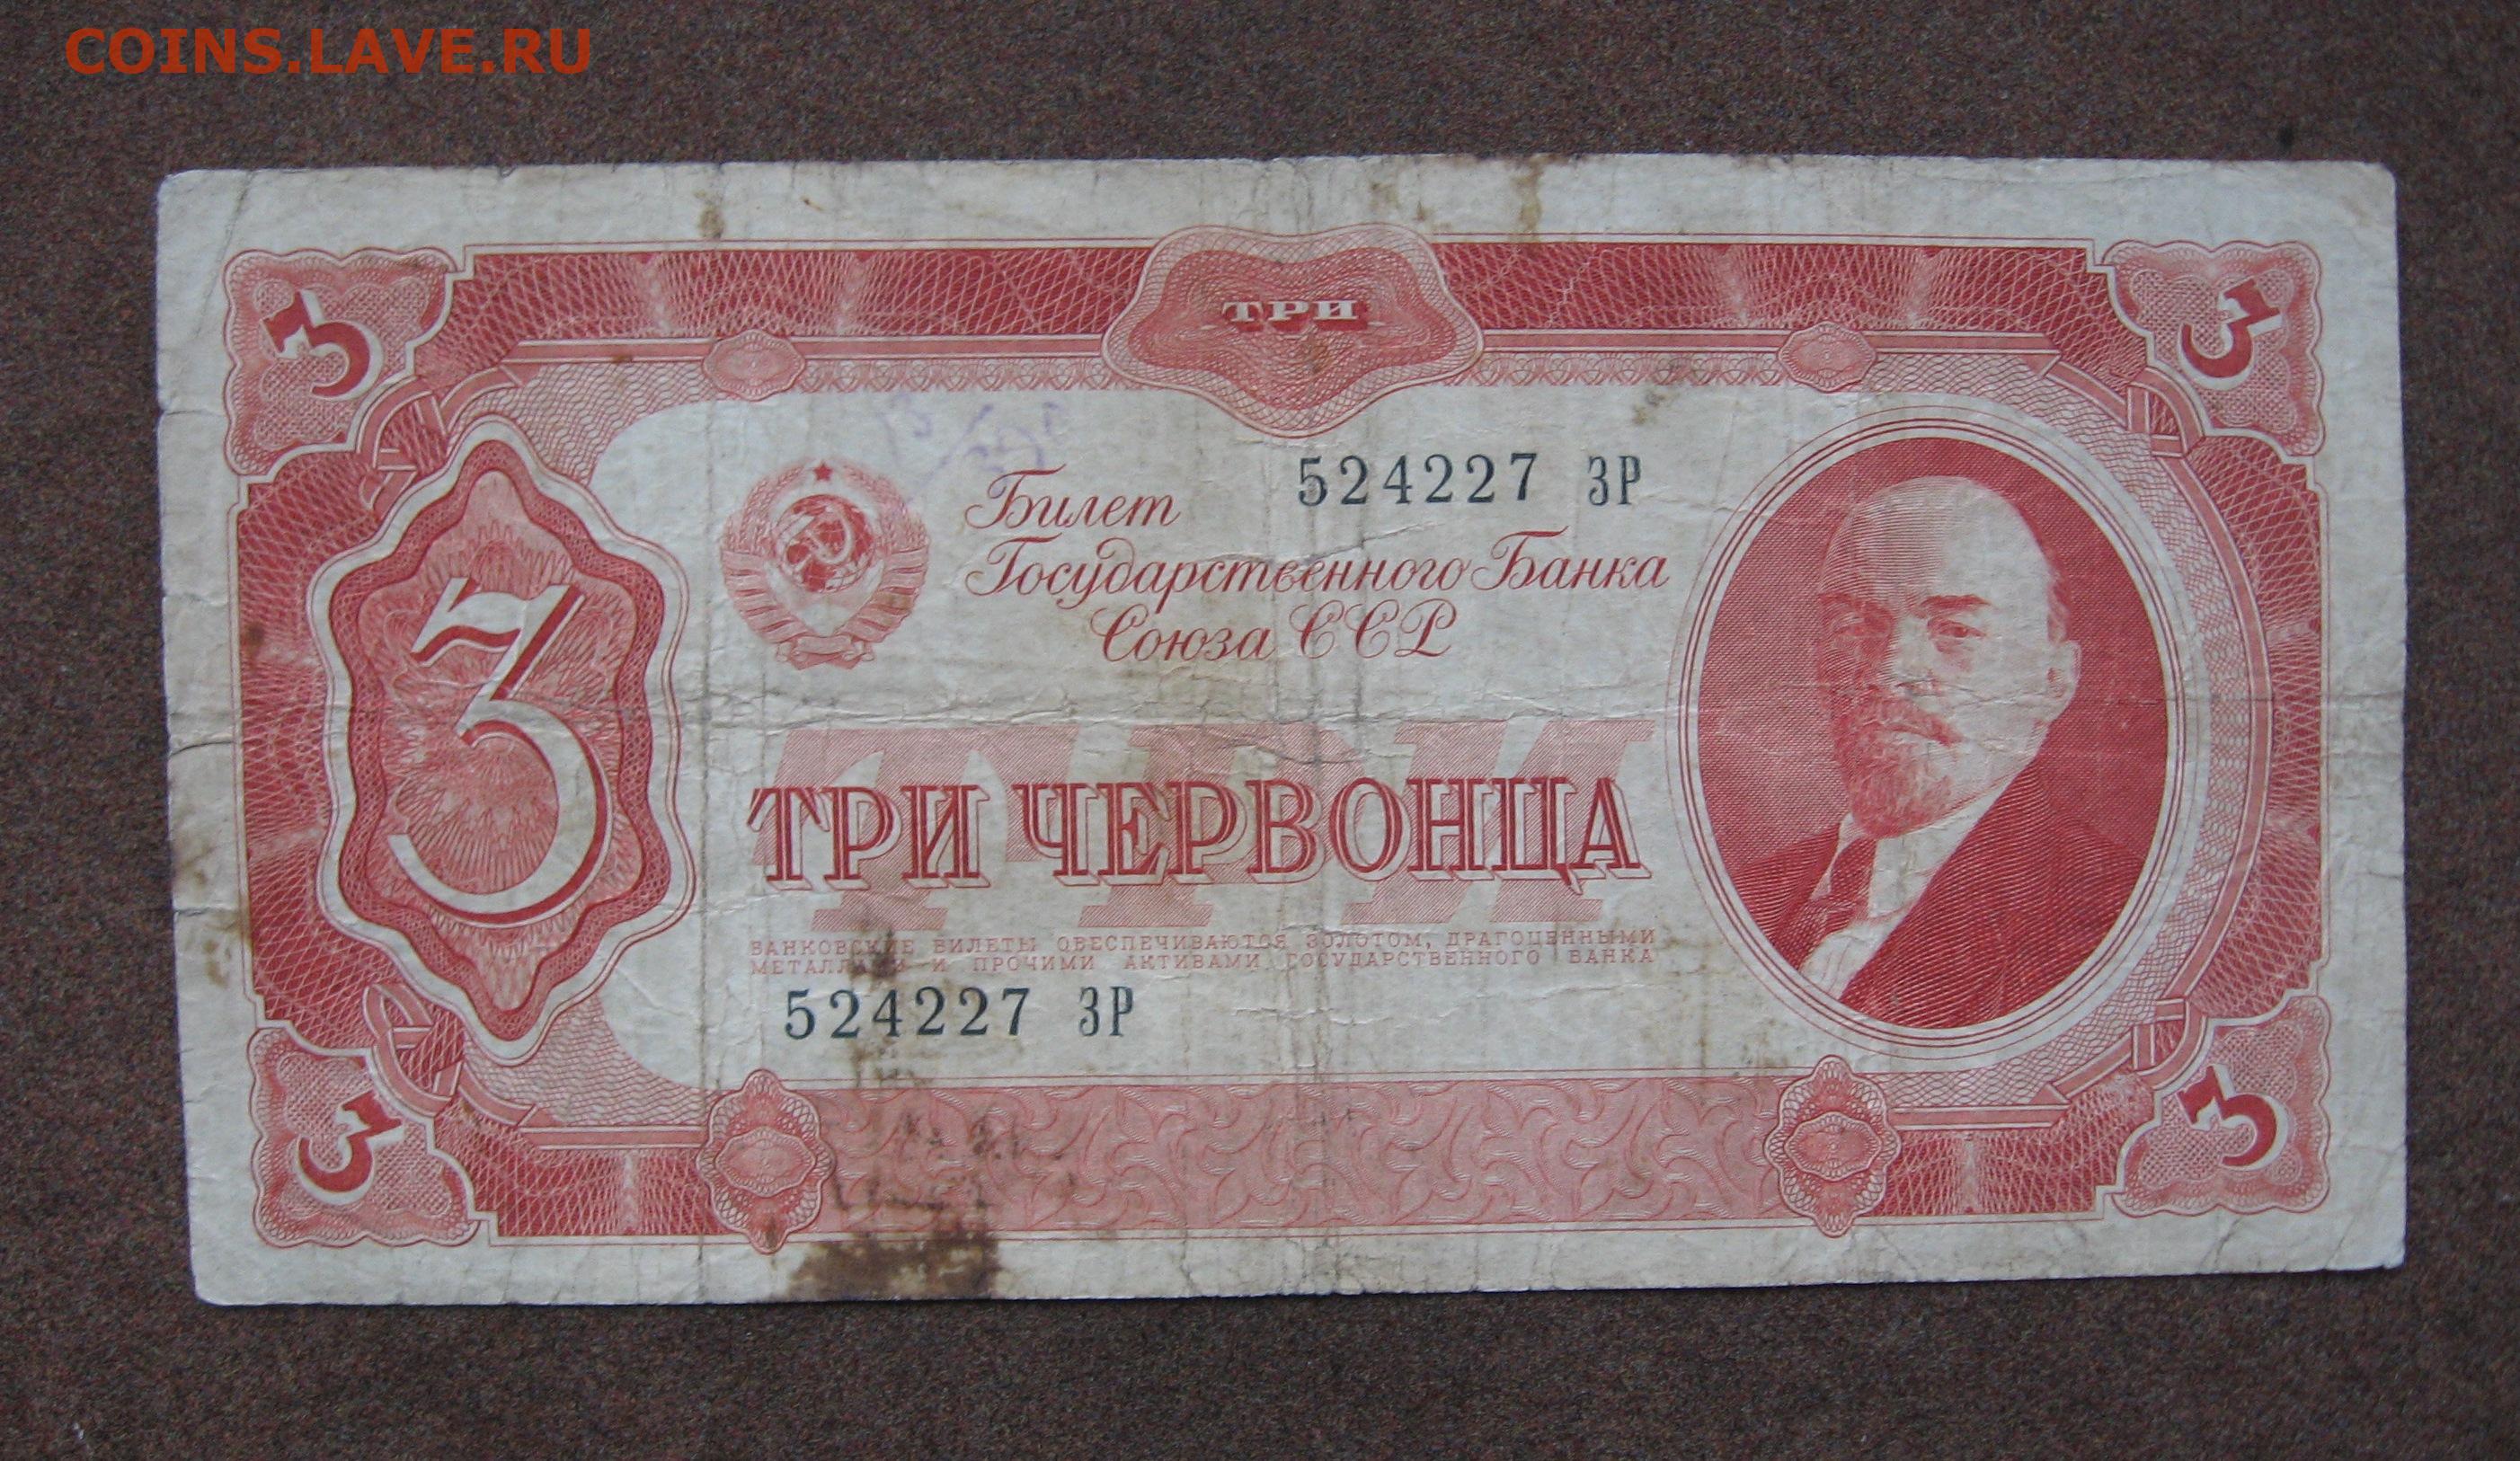 COINS.LAVE.RU
ТРИ
3
3
Билет
524227 ЗР
Государственного Банка
Союза ССР
3
ТРИ
ТРИ ЧЕРВОНЦА
БАНКОВСКИЕ БИЛЕТЫ ОБЕСПЕЧИВАЮТСЯ ЗОЛОТОМ, ДРАГОЦЕННЫМИ
МЕТАЛЛАМИ И ПРОЧИМИ АКТИВАМИ ГОСУДАРСТВЕННОГО БАНКА
524227 ЗР
3
3